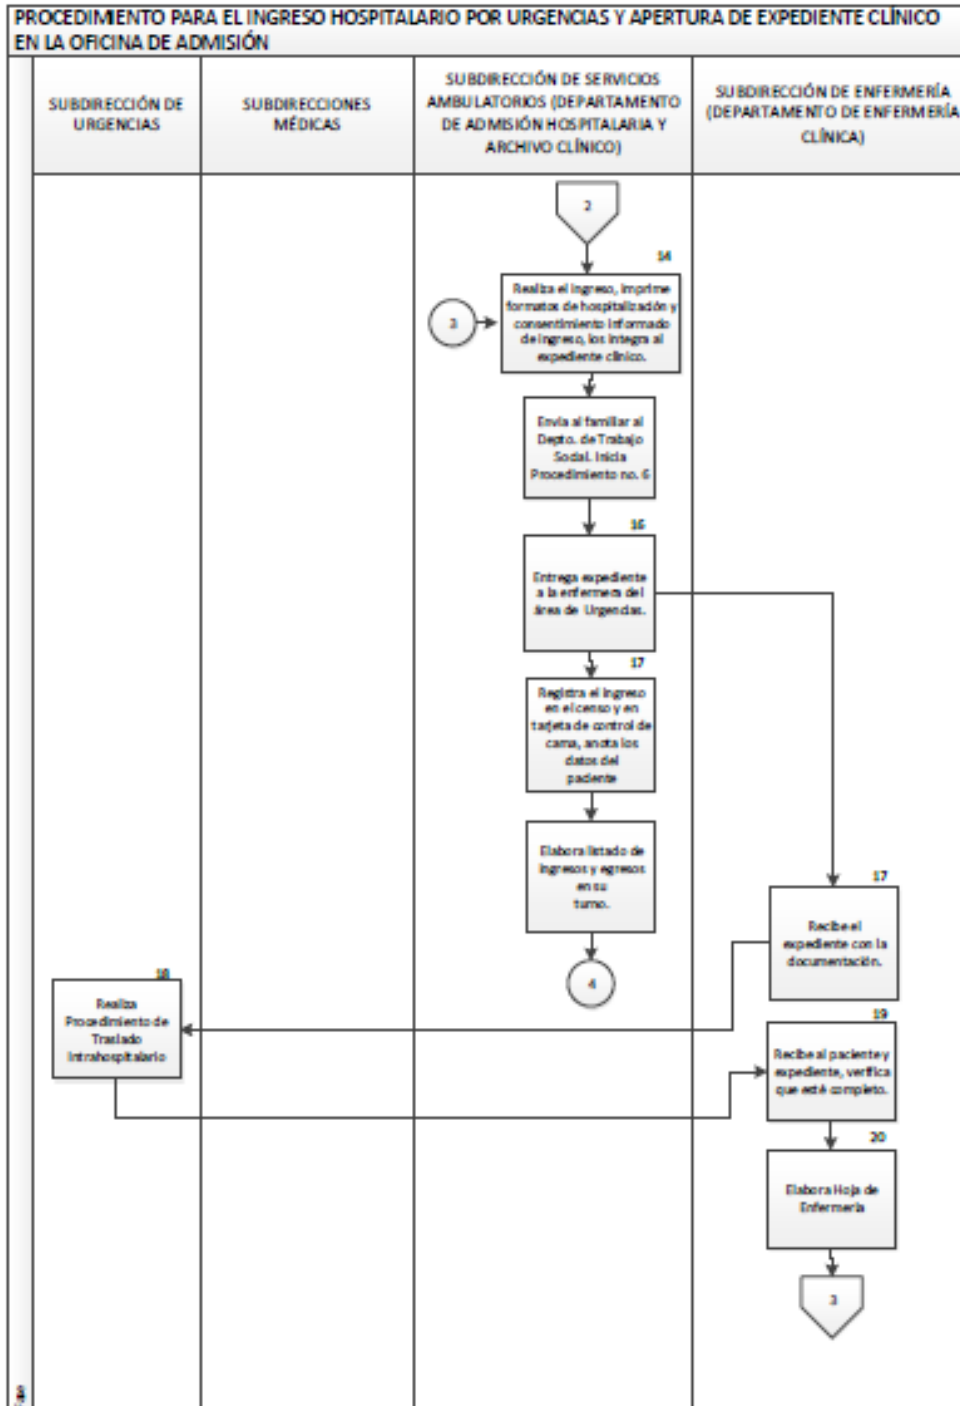 PROCEDIMIENTO PARA EL INGRESO HOSPITALARIO POR URGENCIAS Y APERTURA DE EXPEDIENTE CLÍNICO
EN LA OFICINA DE ADMISIÓN
SUBDIRECCIÓN DE
URGENCIAS
SUBDIRECCIONES
MÉDICAS
SUBDIRECCIÓN DE SERVICIOS
AMBULATORIOS (DEPARTAMENTO
DE ADMISIÓN HOSPITALARIA Y
ARCHIVO CLÍNICO)
SUBDIRECCIÓN DE ENFERMERÍA
(DEPARTAMENTO DE ENFERMERÍA
CLÍNICA)
2
14
Realiza el ingreso, imprime
formatos de hospitalización y
consentimiento informado
de ingreso, los integra al
expediente clínico.
3
Envía al familiar al
Depto. de Trabajo
Social. Inicia
Procedimiento no. 6
16
Entrega expediente
a la enfermera del
área de Urgencias.
17
Registra el ingreso
en el censo y en
tarjeta de control de
cama, anota los
datos del
paciente
Elabora listado de
ingresos y egresos
en su
turno.
4
17
Recibe el
expediente con la
documentación.
18
Realiza
Procedimiento de
Traslado
Intrahospitalario
19
Recibe al paciente y
expediente, verifica
que esté completo.
20
Elabora Hoja de
Enfermería
3
Fase